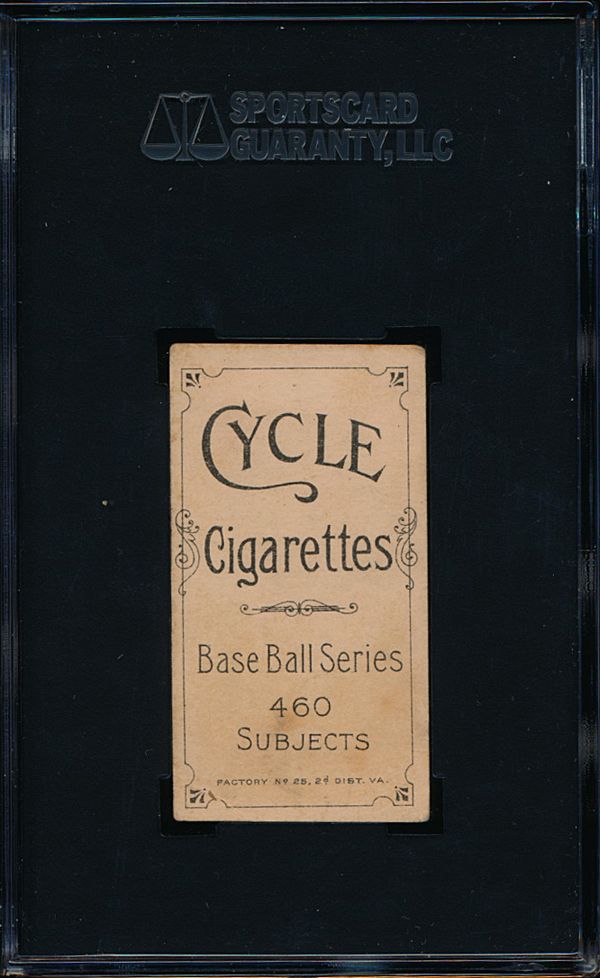 SPORTSCARD
GUARANTY, LLC
CYCLE
Cigarettes
Base Ball Series
460
SUBJECTS
FACTORY Nº 25, 2ᵈ DIST. VA.